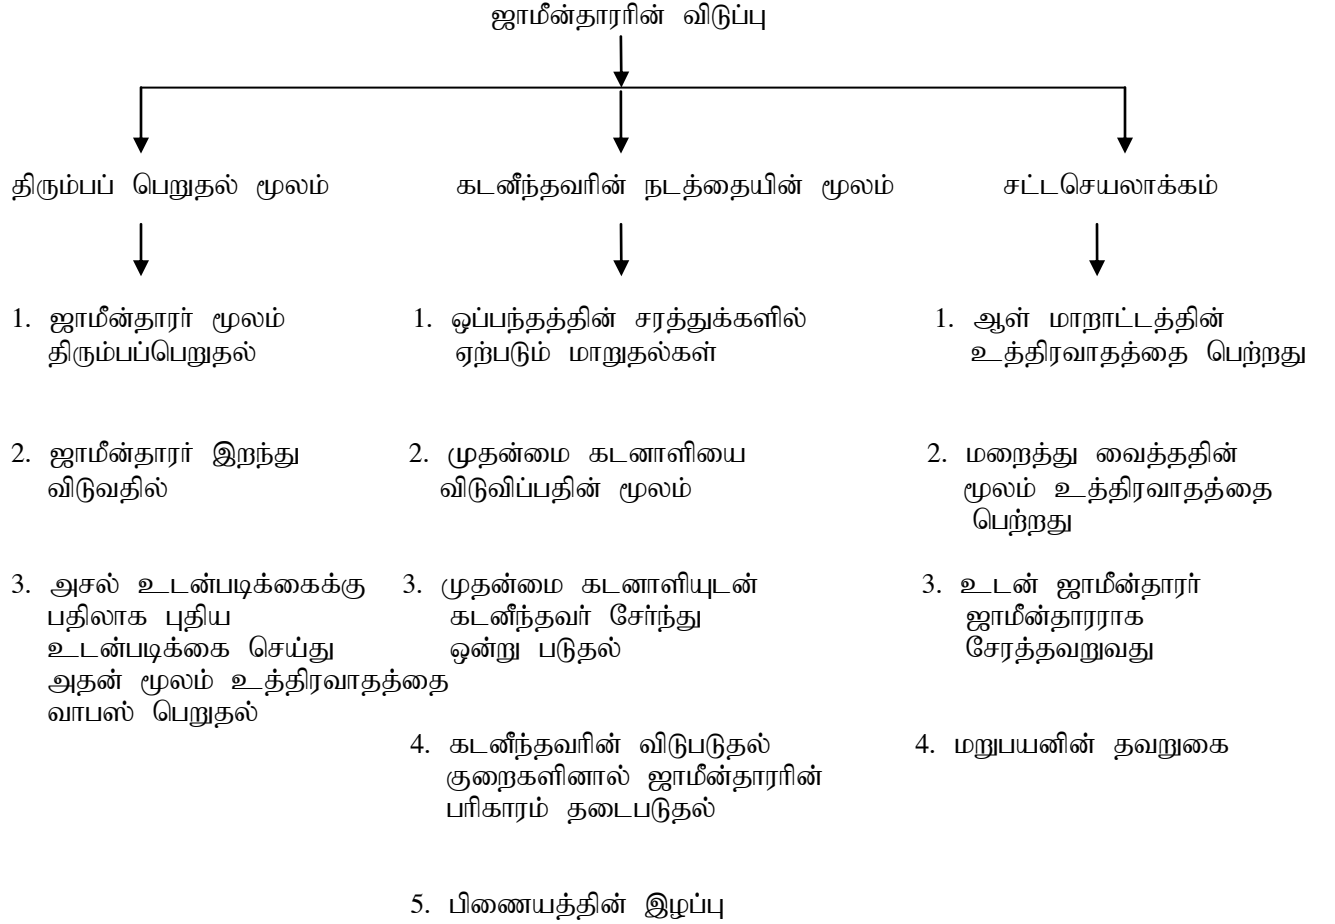 ஜாமீன்தாரரின் விடுப்பு
திரும்பப் பெறுதல் மூலம்
கடனீந்தவரின் நடத்தையின் மூலம்
சட்டசெயலாக்கம்
1. ஜாமீன்தாரர் மூலம்
திரும்பப்பெறுதல்
2. ஜாமீன்தாரர் இறந்து
விடுவதில்
3. அசல் உடன்படிக்கைக்கு
பதிலாக புதிய
உடன்படிக்கை செய்து
அதன் மூலம் உத்திரவாதத்தை
வாபஸ் பெறுதல்
1. ஒப்பந்தத்தின் சரத்துக்களில்
ஏற்படும் மாறுதல்கள்
2. முதன்மை கடனாளியை
விடுவிப்பதின் மூலம்
3. முதன்மை கடனாளியுடன்
கடனீந்தவர் சேர்ந்து
ஒன்று படுதல்
4. கடனீந்தவரின் விடுபடுதல்
குறைகளினால் ஜாமீன்தாரரின்
பரிகாரம் தடைபடுதல்
5. பிணையத்தின் இழப்பு
1. ஆள் மாறாட்டத்தின்
உத்திரவாதத்தை பெற்றது
2. மறைத்து வைத்ததின்
மூலம் உத்திரவாதத்தை
பெற்றது
3. உடன் ஜாமீன்தாரர்
ஜாமீன்தாரராக
சேரத்தவறுவது
4. மறுபயனின் தவறுகை